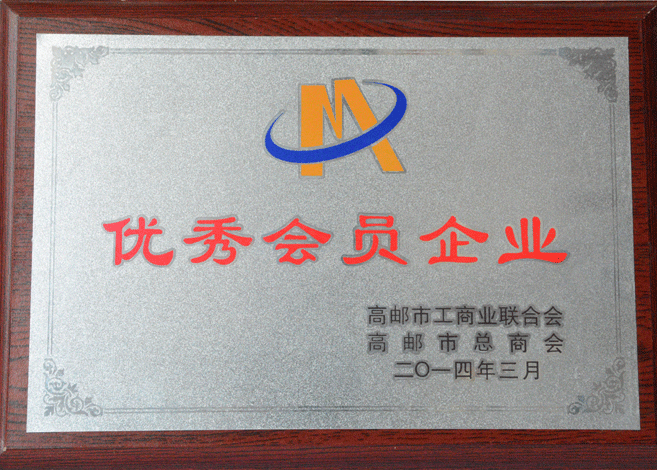 优秀会员企业
高邮市工商业联合会
高邮市总商会
二〇一四年三月